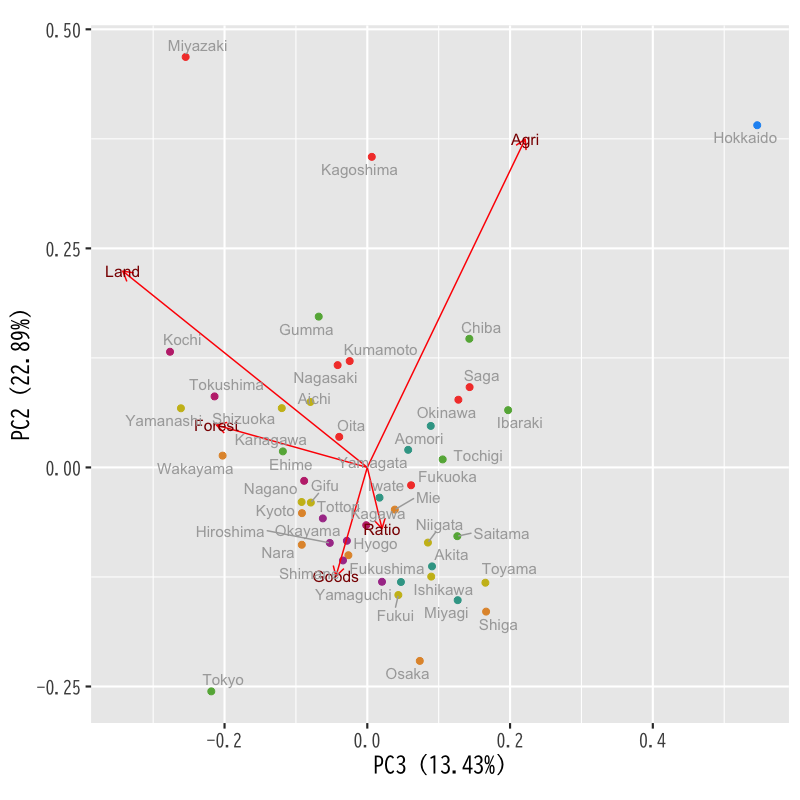 0.50
Miyazaki
Agri
Hokkaido
Kagoshima
0.25
Land
Chiba
Gumma
Kochi
Kumamoto
Nagasaki
Saga
Tokushima
Aichi
Yamanashi
Shizuoka
Okinawa
Ibaraki
Forest
Oita
Kanagawa
Aomori
0.00
Wakayama
Ehime
Yamagata
Tochigi
Nagano
Gifu
Iwate
Fukuoka
Mie
Kyoto
Tottori
Kagawa
Hiroshima
Okayama
Ratio
Niigata
Saitama
Nara
Hyogo
Akita
Shimane
Goods
Fukushima
Toyama
Yamaguchi
Ishikawa
Fukui
Miyagi
Shiga
Osaka
Tokyo
-0.25
-0.2
0.0
0.2
0.4
PC3 (13.43%)
PC2 (22.89%)